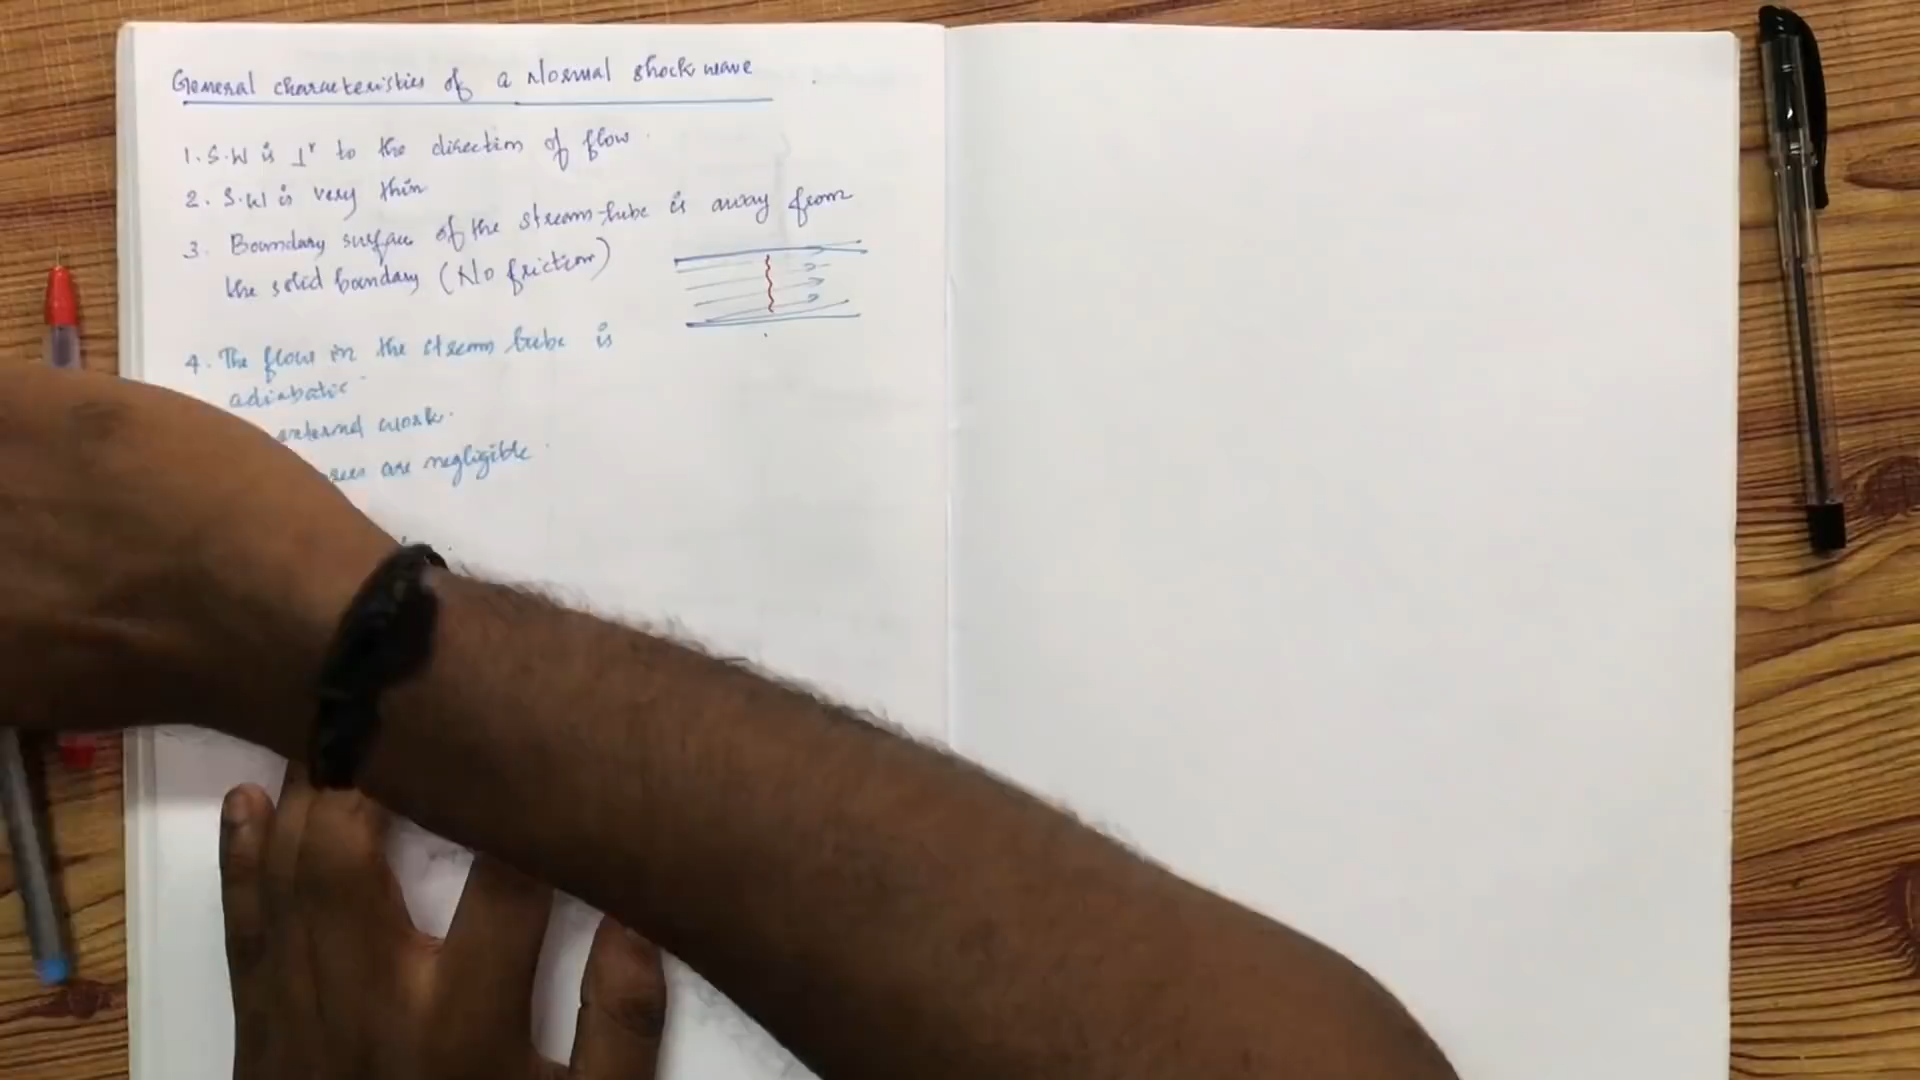 General characteristics of a Normal shock wave
1. S.W is ⊥r to the direction of flow.
2. S.W is very thin
3. Boundary surface of the stream-tube is away from
the solid boundary (No friction)
4. The flow in the stream tube is
adiabatic
work.
are negligible